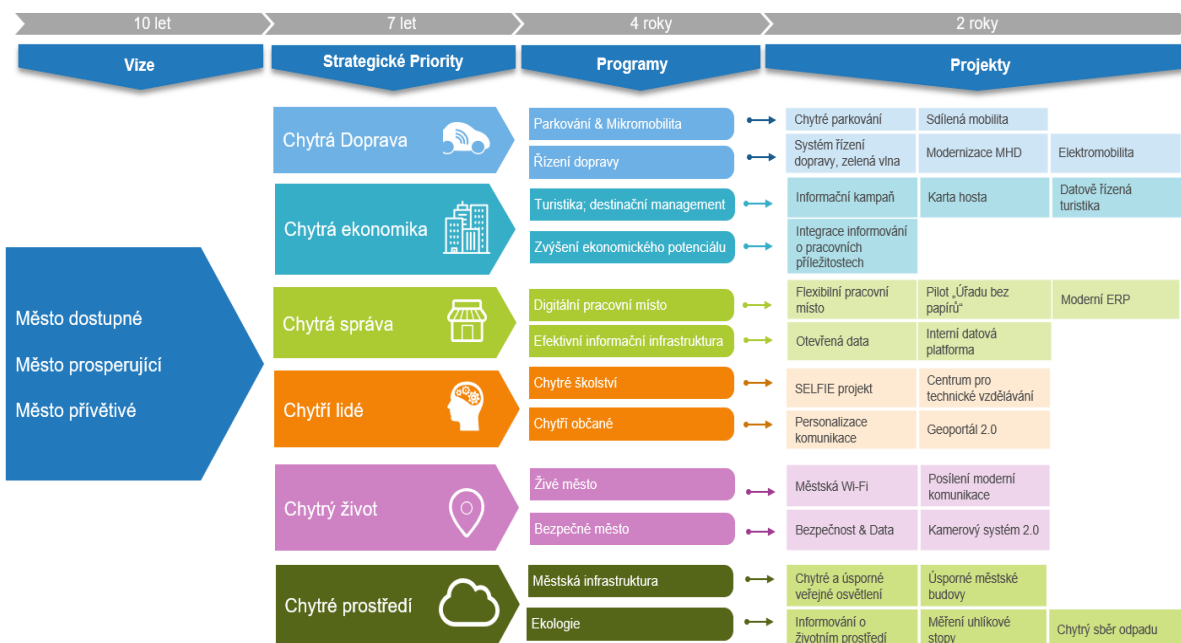 10 let
7 let
4 roky
2 roky
Vize
Strategické Priority
Programy
Projekty
Město dostupné
Město prosperující
Město přívětivé
Chytrá Doprava
Parkování & Mikromobilita
Chytré parkování
Sdílená mobilita
Řízení dopravy
Systém řízení
dopravy, zelená vlna
Modernizace MHD
Elektromobilita
Chytrá ekonomika
Turistika; destinační management
Informační kampaň
Karta hosta
Datově řízená
turistika
Zvýšení ekonomického potenciálu
Integrace informování
o pracovních
příležitostech
Chytrá správa
Digitální pracovní místo
Flexibilní pracovní
místo
Pilot „Úřadu bez
papírů“
Moderní ERP
Efektivní informační infrastruktura
Otevřená data
Interní datová
platforma
Chytří lidé
Chytré školství
SELFIE projekt
Centrum pro
technické vzdělávání
Chytří občané
Personalizace
komunikace
Geoportál 2.0
Chytrý život
Živé město
Městská Wi-Fi
Posílení moderní
komunikace
Bezpečné město
Bezpečnost & Data
Kamerový systém 2.0
Chytré prostředí
Městská infrastruktura
Chytré a úsporné
veřejné osvětlení
Úsporné městské
budovy
Ekologie
Informování o
životním prostředí
Měření uhlíkové
stopy
Chytrý sběr odpadu